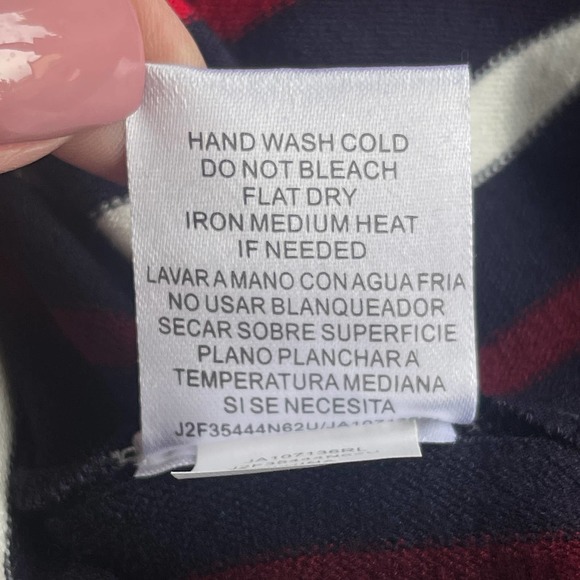 HAND WASH COLD
DO NOT BLEACH
FLAT DRY
IRON MEDIUM HEAT
IF NEEDED
LAVAR A MANO CON AGUA FRIA
NO USAR BLANQUEADOR
SECAR SOBRE SUPERFICIE
PLANO PLANCHAR A
TEMPERATURA MEDIANA
SI SE NECESITA